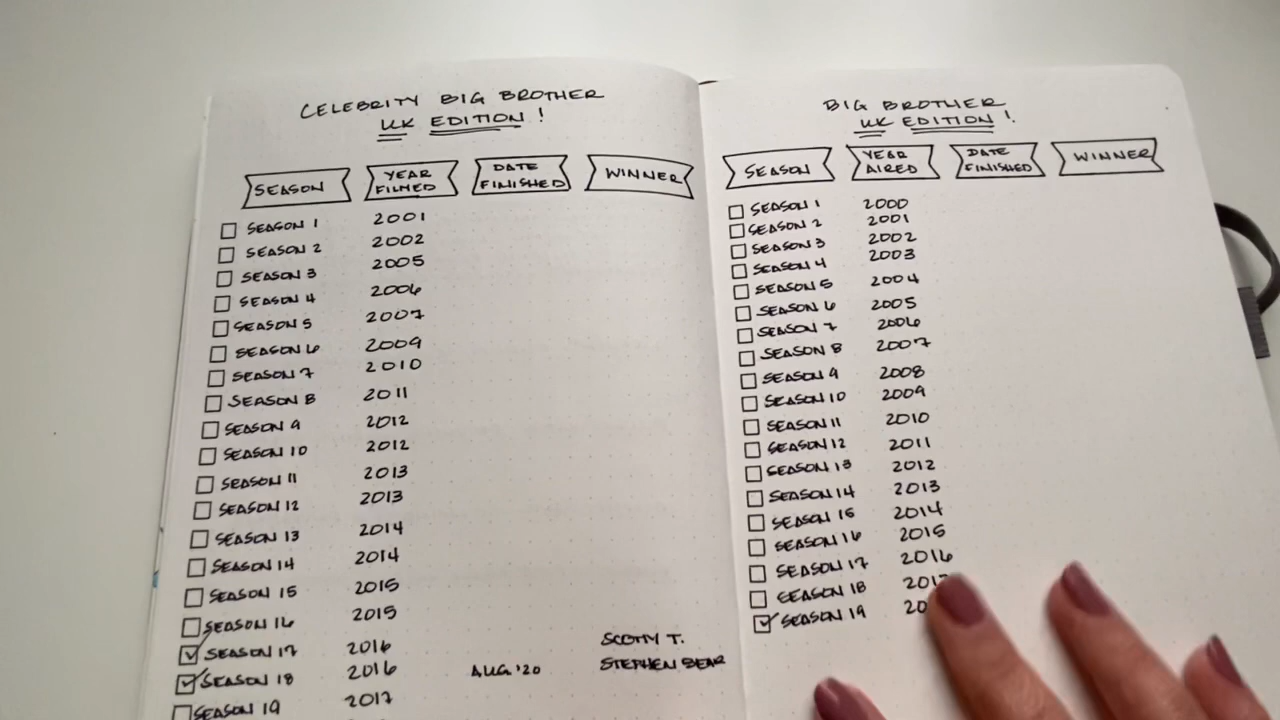 CELEBRITY BIG BROTHER
UK EDITION!
SEASON YEAR FILMED DATE FINISHED WINNER
SEASON 1 2001
SEASON 2 2002
SEASON 3 2005
SEASON 4 2006
SEASON 5 2007
SEASON 6 2009
SEASON 7 2010
SEASON 8 2011
SEASON 9 2012
SEASON 10 2012
SEASON 11 2013
SEASON 12 2013
SEASON 13 2014
SEASON 14 2014
SEASON 15 2015
SEASON 16 2015
SEASON 17 2016 SCOTTY T.
SEASON 18 2016 AUG '20 STEPHEN BEAR
SEASON 19 2017
BIG BROTHER
UK EDITION!
SEASON YEAR AIRED DATE FINISHED WINNER
SEASON 1 2000
SEASON 2 2001
SEASON 3 2002
SEASON 4 2003
SEASON 5 2004
SEASON 6 2005
SEASON 7 2006
SEASON 8 2007
SEASON 9 2008
SEASON 10 2009
SEASON 11 2010
SEASON 12 2011
SEASON 13 2012
SEASON 14 2013
SEASON 15 2014
SEASON 16 2015
SEASON 17 2016
SEASON 18
SEASON 19